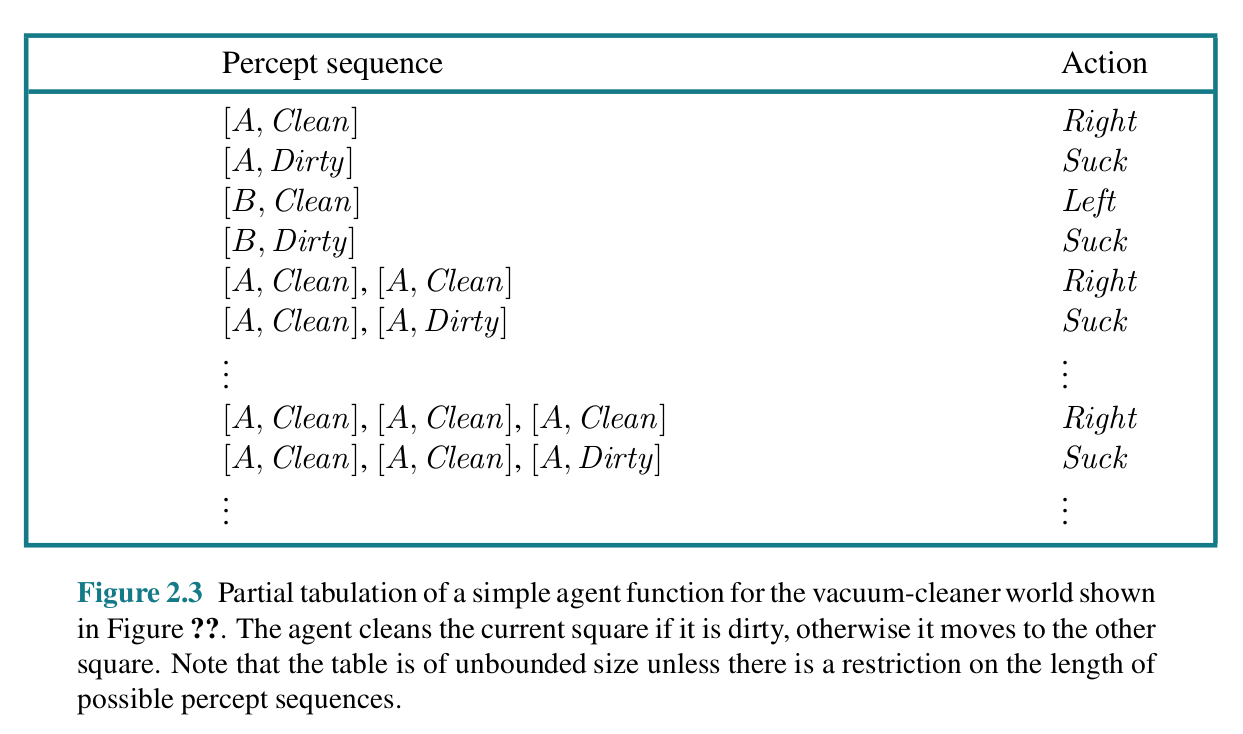 Percept sequence Action
[A, Clean] Right
[A, Dirty] Suck
[B, Clean] Left
[B, Dirty] Suck
[A, Clean], [A, Clean] Right
[A, Clean], [A, Dirty] Suck
⋮ ⋮
[A, Clean], [A, Clean], [A, Clean] Right
[A, Clean], [A, Clean], [A, Dirty] Suck
⋮ ⋮
Figure 2.3 Partial tabulation of a simple agent function for the vacuum-cleaner world shown
in Figure ??. The agent cleans the current square if it is dirty, otherwise it moves to the other
square. Note that the table is of unbounded size unless there is a restriction on the length of
possible percept sequences.